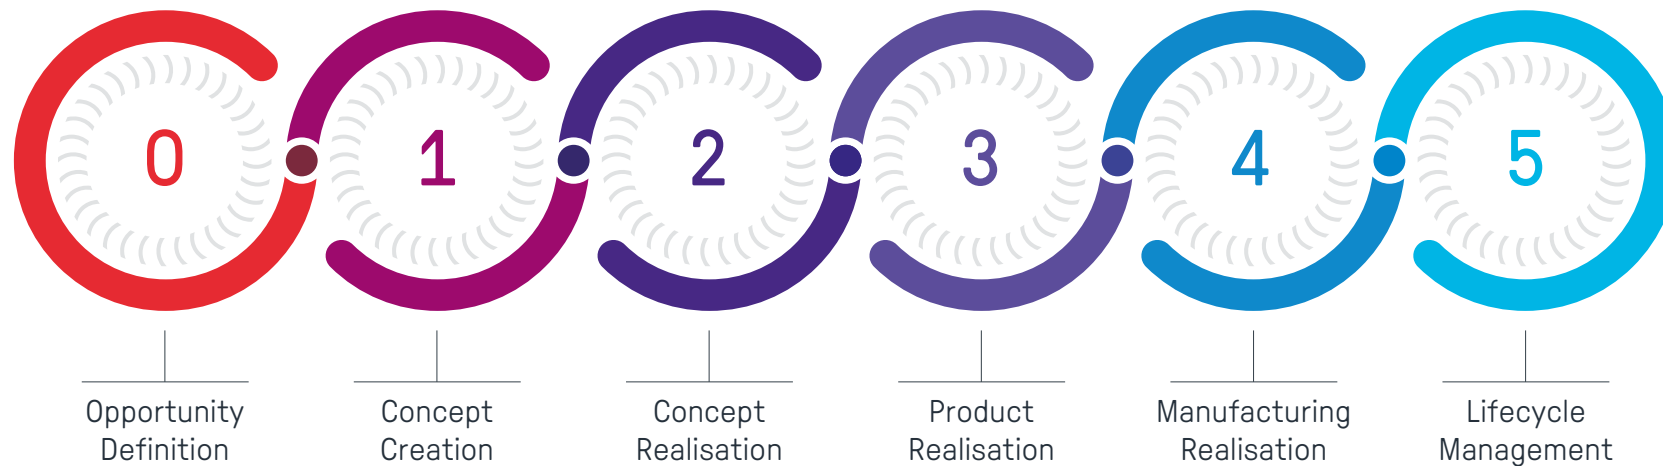 0
1
2
3
4
5
Opportunity
Definition
Concept
Creation
Concept
Realisation
Product
Realisation
Manufacturing
Realisation
Lifecycle
Management